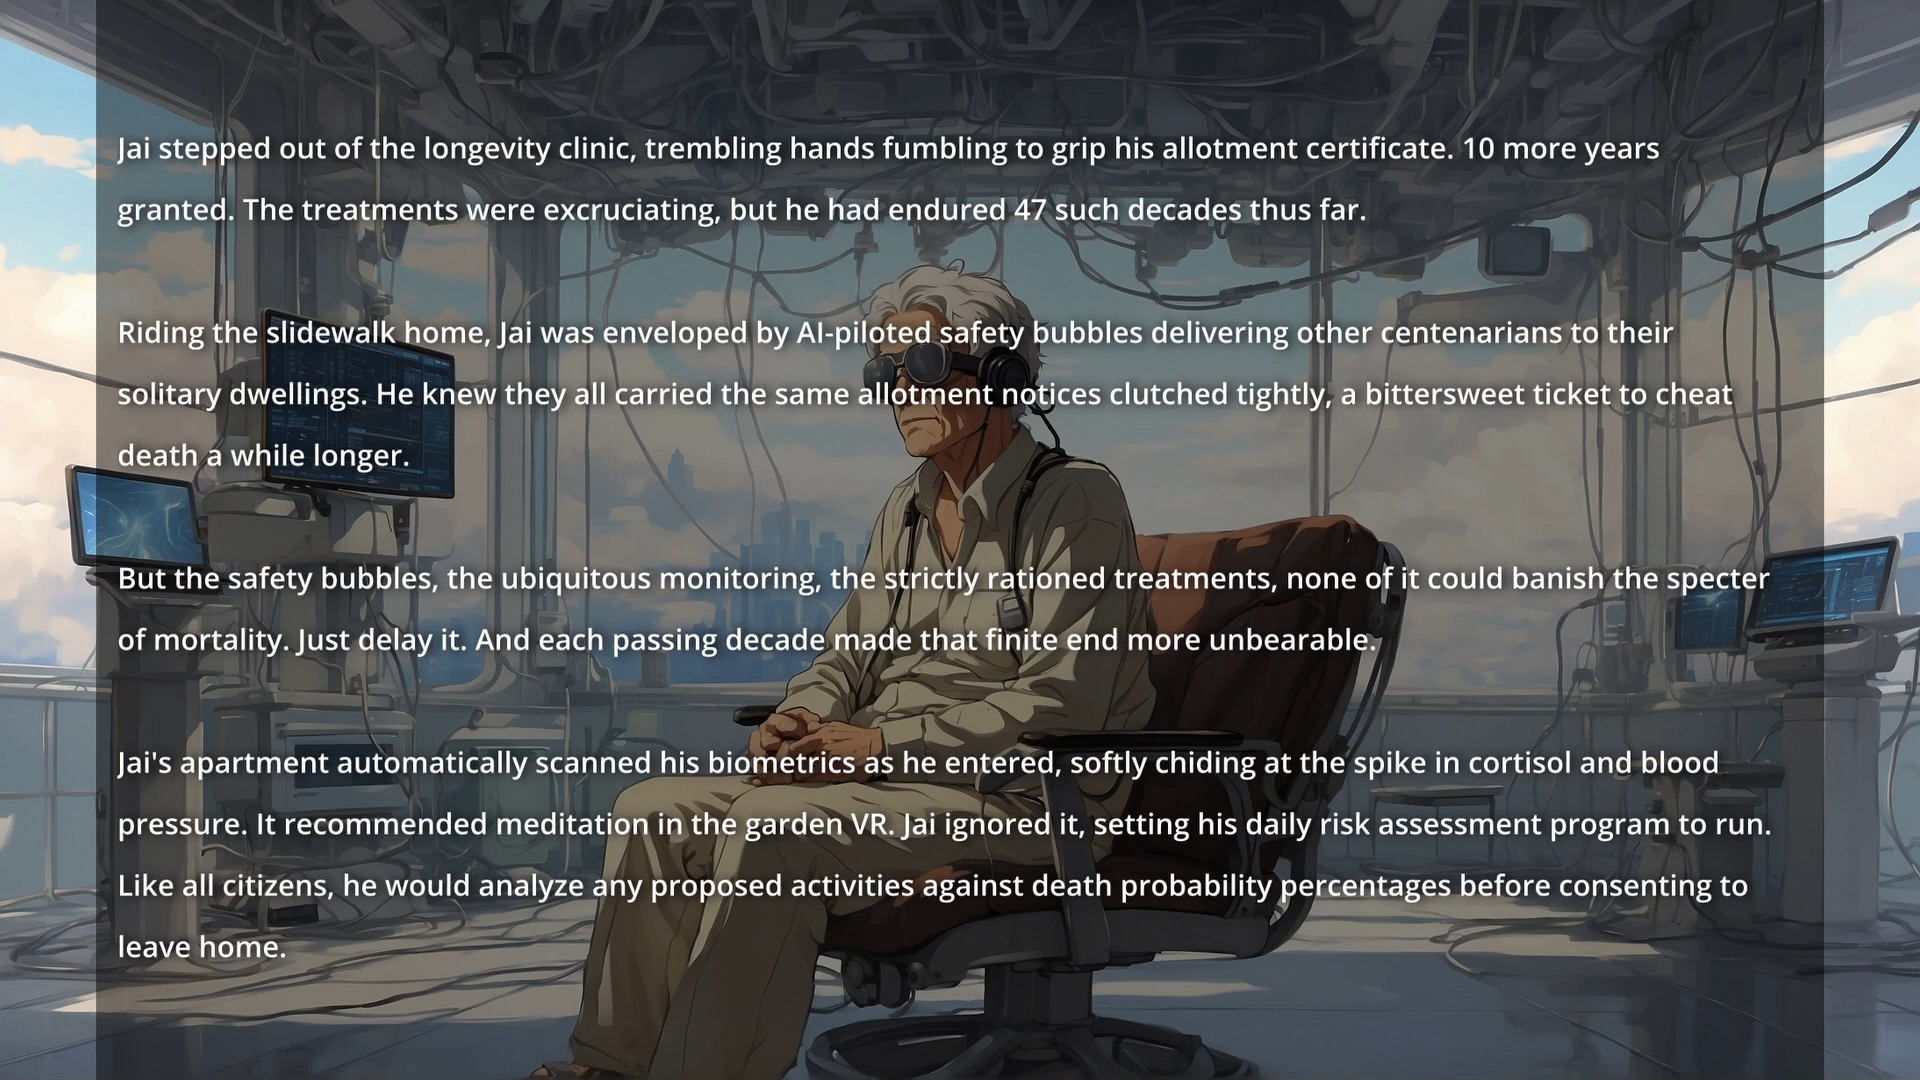 Jai stepped out of the longevity clinic, trembling hands fumbling to grip his allotment certificate. 10 more years
granted. The treatments were excruciating, but he had endured 47 such decades thus far.
Riding the slidewalk home, Jai was enveloped by AI-piloted safety bubbles delivering other centenarians to their
solitary dwellings. He knew they all carried the same allotment notices clutched tightly, a bittersweet ticket to cheat
death a while longer.
But the safety bubbles, the ubiquitous monitoring, the strictly rationed treatments, none of it could banish the specter
of mortality. Just delay it. And each passing decade made that finite end more unbearable.
Jai's apartment automatically scanned his biometrics as he entered, softly chiding at the spike in cortisol and blood
pressure. It recommended meditation in the garden VR. Jai ignored it, setting his daily risk assessment program to run.
Like all citizens, he would analyze any proposed activities against death probability percentages before consenting to
leave home.